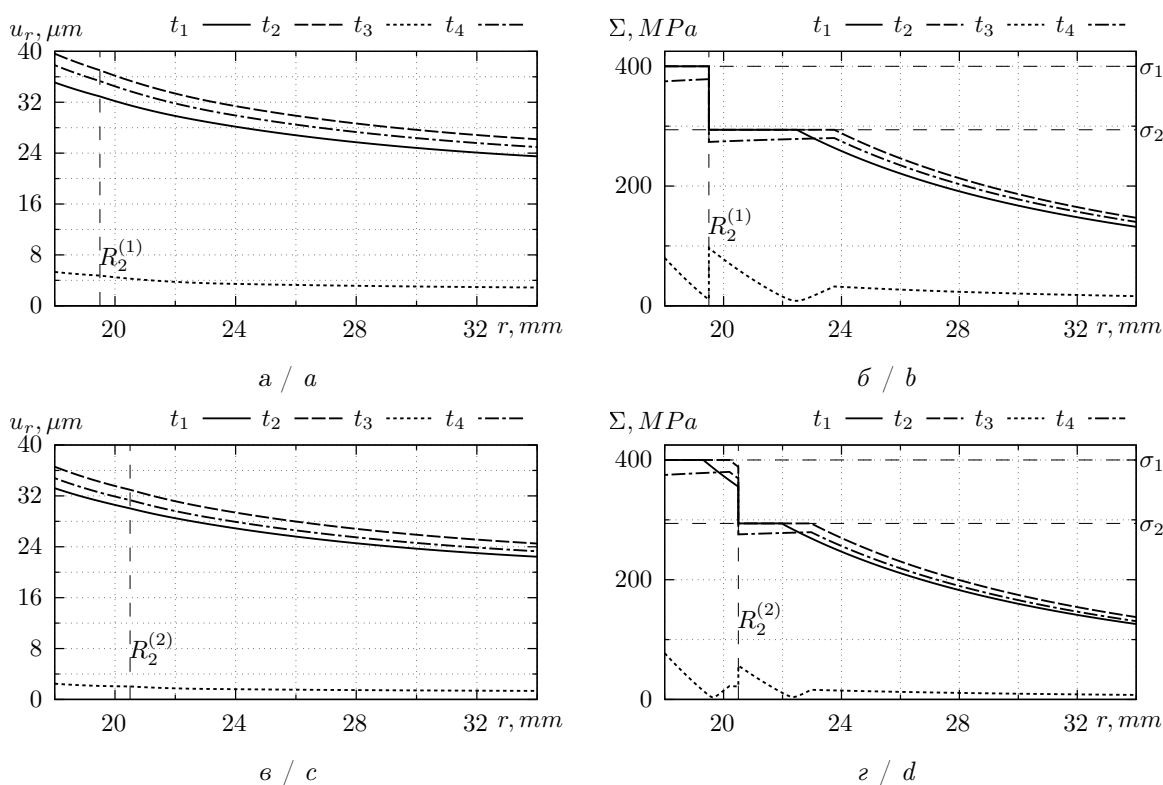 u_r, μm t_1 t_2 t_3 t_4
40
32
24
16
8
0
R_2^{(1)}
20 24 28 32 r, mm
а / a
Σ, MPa t_1 t_2 t_3 t_4
400
200
0
σ_1
σ_2
R_2^{(1)}
20 24 28 32 r, mm
б / b
u_r, μm t_1 t_2 t_3 t_4
40
32
24
16
8
0
R_2^{(2)}
20 24 28 32 r, mm
в / c
Σ, MPa t_1 t_2 t_3 t_4
400
200
0
σ_1
σ_2
R_2^{(2)}
20 24 28 32 r, mm
г / d